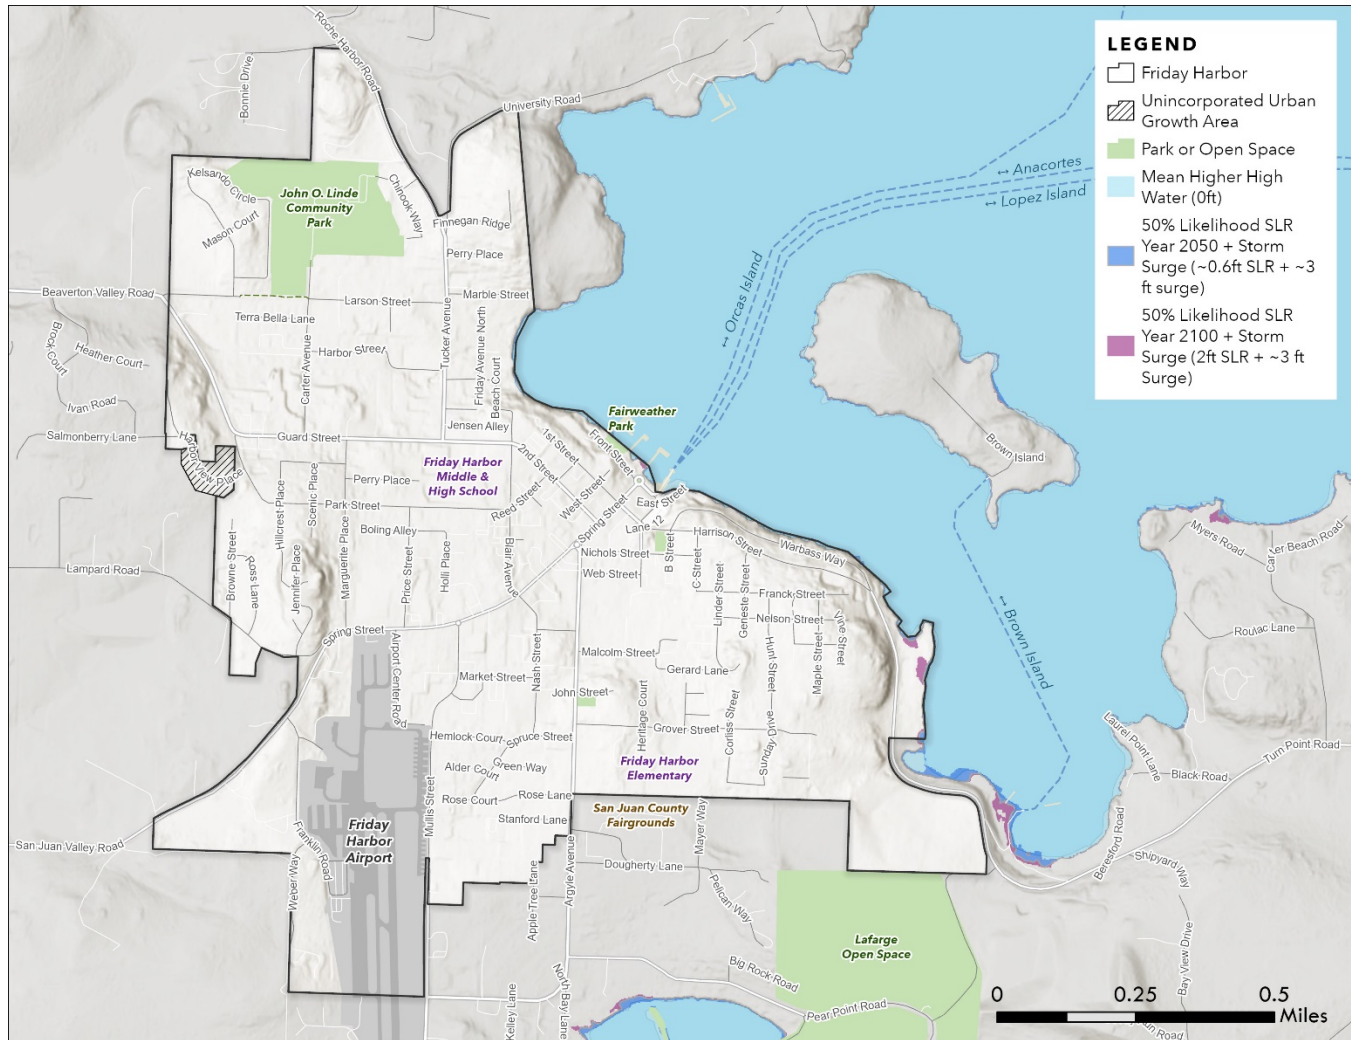 LEGEND
Friday Harbor
Unincorporated Urban
Growth Area
Park or Open Space
Mean Higher High
Water (0ft)
50% Likelihood SLR
Year 2050 + Storm
Surge (~0.6ft SLR + ~3
ft surge)
50% Likelihood SLR
Year 2100 + Storm
Surge (2ft SLR + ~3 ft
Surge)
Roche Harbor Road
Bonnie Drive
University Road
↔ Anacortes
↔ Lopez Island
Kelsando Circle
John O. Linde
Community
Park
Chinook Way
Mason Court
Finnegan Ridge
Perry Place
↔ Orcas Island
Beaverton Valley Road
Larson Street
Marble Street
Terra Bella Lane
Tucker Avenue
Friday Avenue North
Brock Court
Heather Court
Harbor Street
Carter Avenue
Beach Court
Ivan Road
Fairweather
Park
Jensen Alley
Salmonberry Lane
Harbor View Place
Guard Street
1st Street
Front Street
2nd Street
Brown Island
Friday Harbor
Middle &
High School
Perry Place
Scenic Place
Hillcrest Place
West Street
Reed Street
East Street
Park Street
Spring Street
Boling Alley
Lane
12
Harrison Street
Warbass Way
Myers Road
Carter Beach Road
Nichols Street
B Street
C Street
Web Street
Lampard Road
Browne Street
Ross Lane
Jennifer Place
Marguerite Place
Price Street
Holli Place
Blair Avenue
Linder Street
Geneste Street
Franck Street
Nelson Street
Vine Street
Roulac Lane
↔ Brown Island
Spring Street
Airport Center Road
Malcolm Street
Gerard Lane
Hunt Street
Maple Street
Market Street
Nash Street
John Street
Heritage Court
Corliss Street
Sunday Drive
Grover Street
Hemlock Court
Spruce Street
Laurel Point Lane
Turn Point Road
Green Way
Alder Court
Friday Harbor
Elementary
Black Road
Rose Court
Rose Lane
Mullis Street
Stanford Lane
San Juan County
Fairgrounds
Mayer Way
Friday
Harbor
Airport
San Juan Valley Road
Franklin Road
Weber Way
Beresford Road
Shipyard Way
Apple Tree Lane
Argyle Avenue
Dougherty Lane
Pelican Way
Lafarge
Open Space
Bay View Drive
Big Rock Road
Kelley Lane
North Bay Lane
Pear Point Road
0 0.25 0.5
Miles